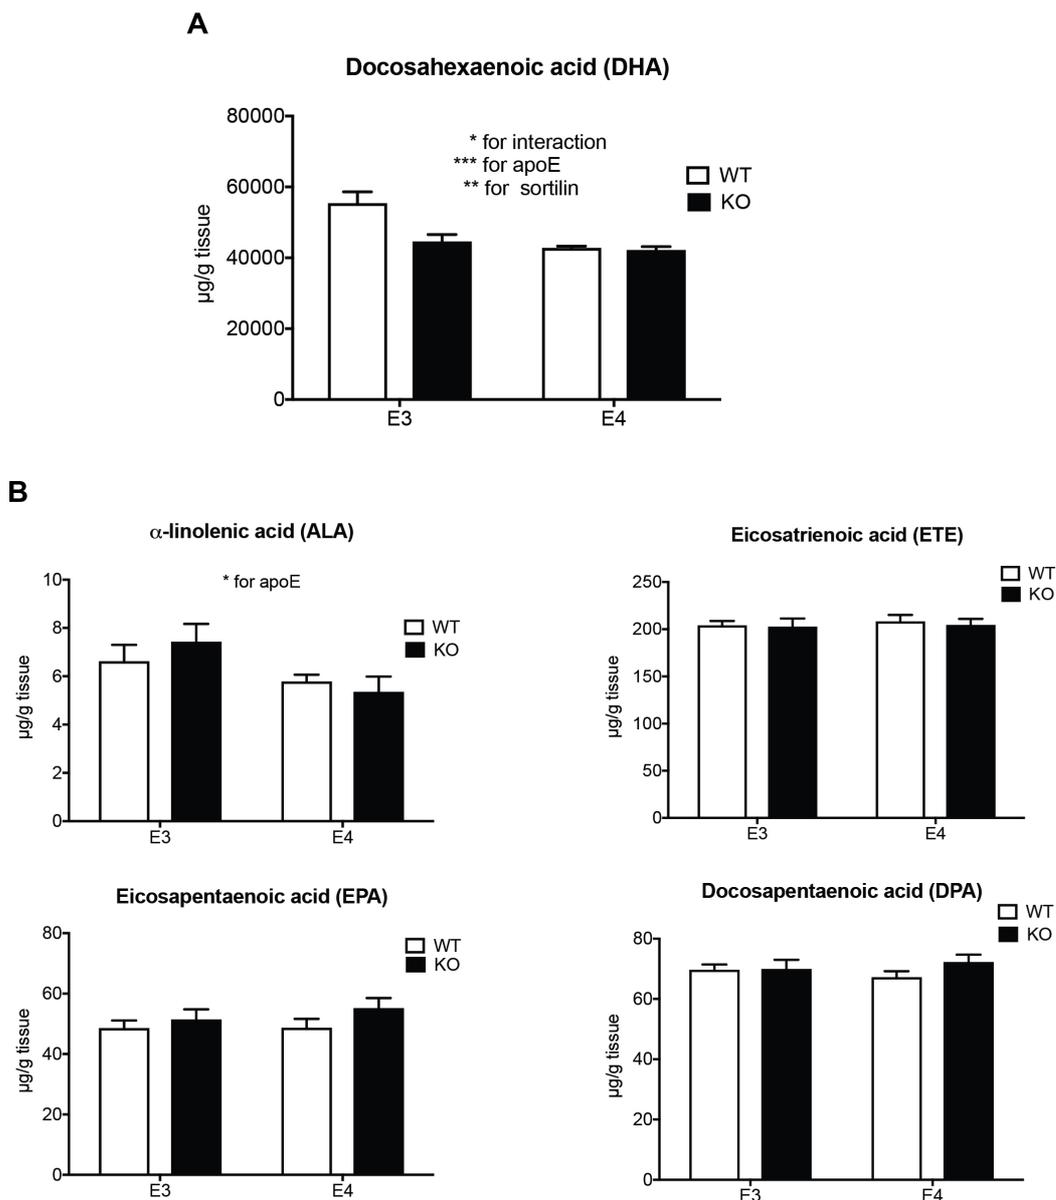 A
Docosahexaenoic acid (DHA)
80000
60000
40000
20000
0
µg/g tissue
* for interaction
*** for apoE
** for sortilin
WT
KO
E3 E4
B
α-linolenic acid (ALA)
10
8
6
4
2
0
µg/g tissue
* for apoE
WT
KO
E3 E4
Eicosatrienoic acid (ETE)
250
200
150
100
50
0
µg/g tissue
WT
KO
E3 E4
Eicosapentaenoic acid (EPA)
80
60
40
20
0
µg/g tissue
WT
KO
E3 E4
Docosapentaenoic acid (DPA)
80
60
40
20
0
µg/g tissue
WT
KO
E3 E4